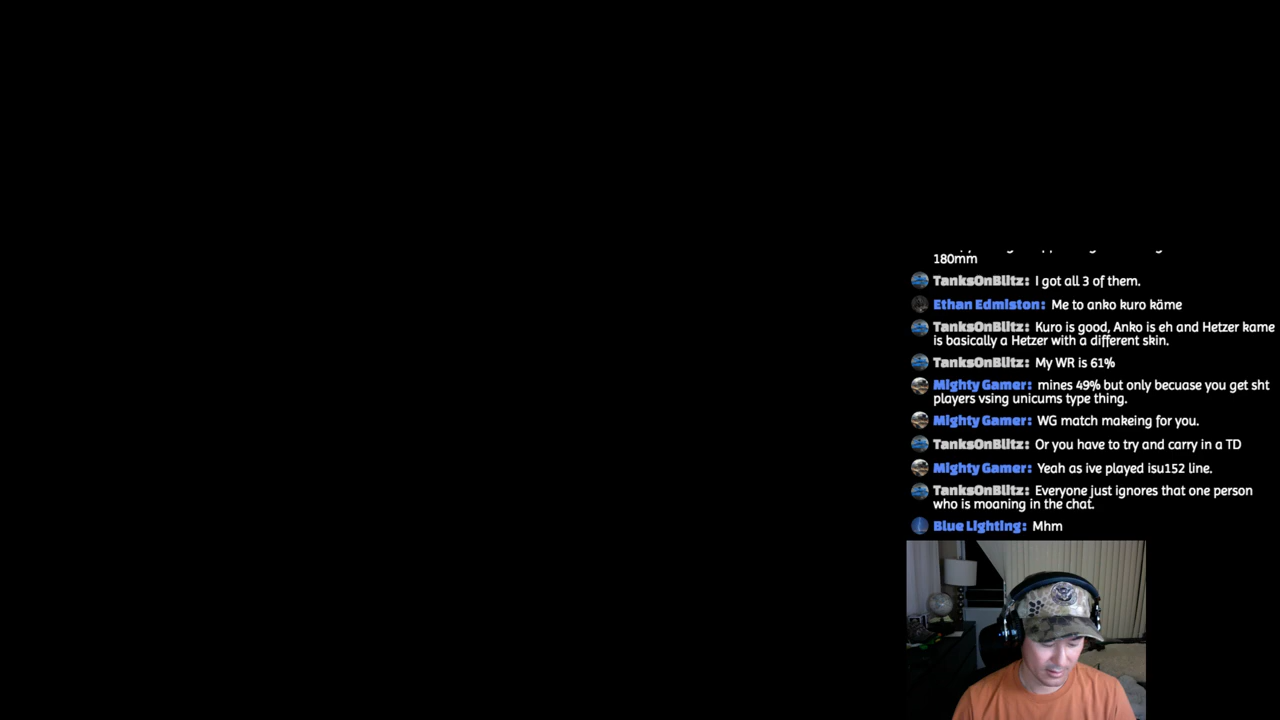 180mm
TanksOnBlitz: I got all 3 of them.
Ethan Edmiston: Me to anko kuro käme
TanksOnBlitz: Kuro is good, Anko is eh and Hetzer kame
is basically a Hetzer with a different skin.
TanksOnBlitz: My WR is 61%
Mighty Gamer: mines 49% but only becuase you get sht
players vsing unicums type thing.
Mighty Gamer: WG match makeing for you.
TanksOnBlitz: Or you have to try and carry in a TD
Mighty Gamer: Yeah as ive played isu152 line.
TanksOnBlitz: Everyone just ignores that one person
who is moaning in the chat.
Blue Lighting: Mhm